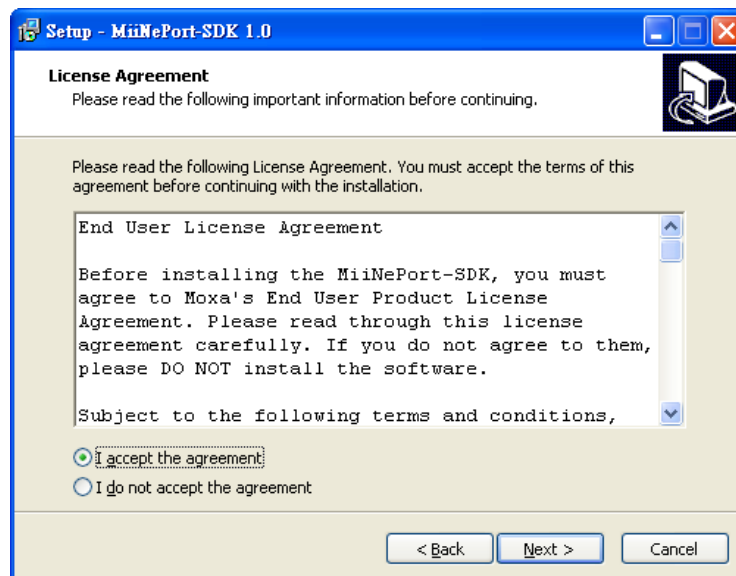 Setup - MiiNePort-SDK 1.0
License Agreement
Please read the following important information before continuing.
Please read the following License Agreement. You must accept the terms of this
agreement before continuing with the installation.
End User License Agreement
Before installing the MiiNePort-SDK, you must
agree to Moxa's End User Product License
Agreement. Please read through this license
agreement carefully. If you do not agree to them,
please DO NOT install the software.
Subject to the following terms and conditions,
I accept the agreement
I do not accept the agreement
< Back
Next >
Cancel